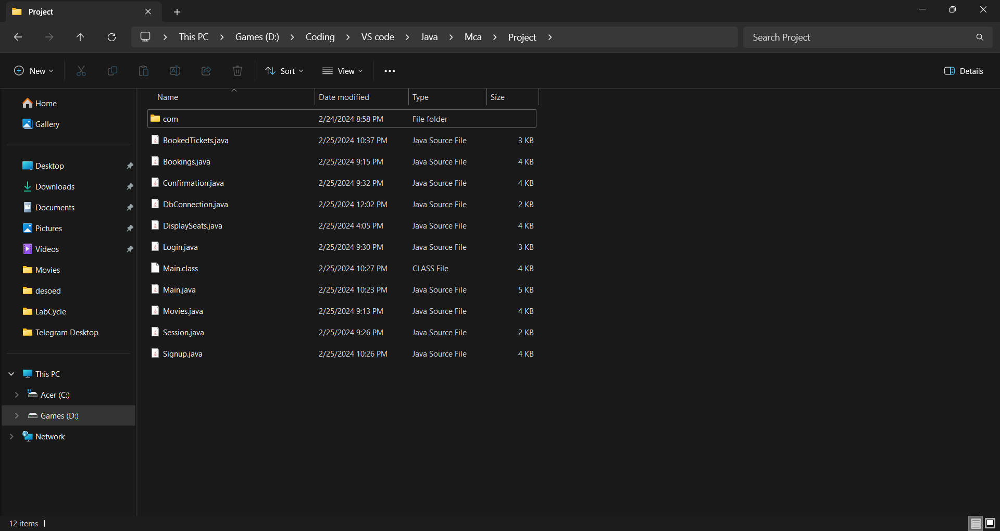 Project
This PC > Games (D:) > Coding > VS code > Java > Mca > Project >
Search Project
New
Sort
View
Details
Home
Gallery
Desktop
Downloads
Documents
Pictures
Videos
Movies
desoed
LabCycle
Telegram Desktop
This PC
Acer (C:)
Games (D:)
Network
Name Date modified Type Size
com 2/24/2024 8:58 PM File folder
BookedTickets.java 2/25/2024 10:37 PM Java Source File 3 KB
Bookings.java 2/25/2024 9:15 PM Java Source File 4 KB
Confirmation.java 2/25/2024 9:32 PM Java Source File 4 KB
DbConnection.java 2/25/2024 12:02 PM Java Source File 2 KB
DisplaySeats.java 2/25/2024 4:05 PM Java Source File 4 KB
Login.java 2/25/2024 9:30 PM Java Source File 3 KB
Main.class 2/25/2024 10:27 PM CLASS File 4 KB
Main.java 2/25/2024 10:23 PM Java Source File 5 KB
Movies.java 2/25/2024 9:13 PM Java Source File 4 KB
Session.java 2/25/2024 9:26 PM Java Source File 2 KB
Signup.java 2/25/2024 10:26 PM Java Source File 4 KB
12 items